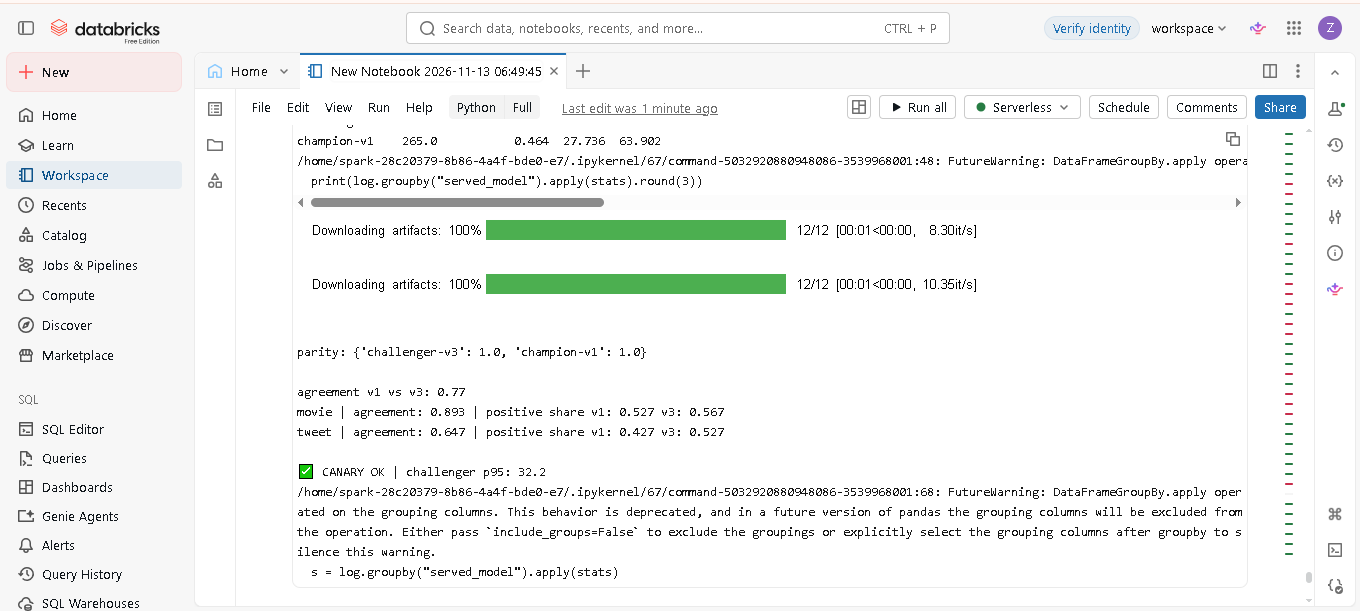 databricks
Free Edition
Search data, notebooks, recents, and more...
CTRL + P
Verify identity
workspace
Z
New
Home
Learn
Workspace
Recents
Catalog
Jobs & Pipelines
Compute
Discover
Marketplace
SQL
SQL Editor
Queries
Dashboards
Genie Agents
Alerts
Query History
SQL Warehouses
Home
New Notebook 2026-11-13 06:49:45
File Edit View Run Help Python Full Last edit was 1 minute ago
Run all
Serverless
Schedule
Comments
Share
champion-v1 265.0 0.464 27.736 63.902
/home/spark-28c20379-8b86-4a4f-bde0-e7/.ipykernel/67/command-5032920880948086-3539968001:48: FutureWarning: DataFrameGroupBy.apply opera
print(log.groupby("served_model").apply(stats).round(3))
Downloading artifacts: 100% 12/12 [00:01<00:00, 8.30it/s]
Downloading artifacts: 100% 12/12 [00:01<00:00, 10.35it/s]
parity: {'challenger-v3': 1.0, 'champion-v1': 1.0}
agreement v1 vs v3: 0.77
movie | agreement: 0.893 | positive share v1: 0.527 v3: 0.567
tweet | agreement: 0.647 | positive share v1: 0.427 v3: 0.527
✅ CANARY OK | challenger p95: 32.2
/home/spark-28c20379-8b86-4a4f-bde0-e7/.ipykernel/67/command-5032920880948086-3539968001:68: FutureWarning: DataFrameGroupBy.apply oper
ated on the grouping columns. This behavior is deprecated, and in a future version of pandas the grouping columns will be excluded from
the operation. Either pass `include_groups=False` to exclude the groupings or explicitly select the grouping columns after groupby to s
ilence this warning.
s = log.groupby("served_model").apply(stats)